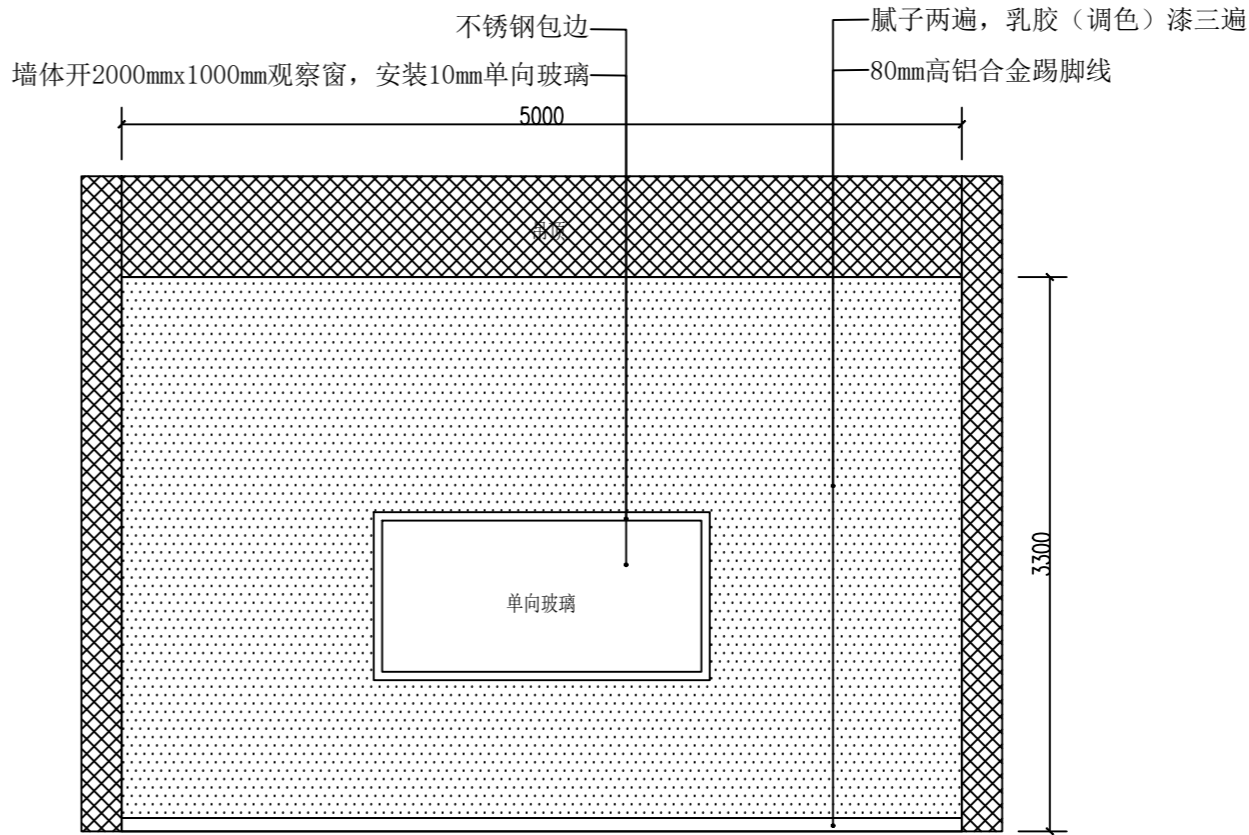 不锈钢包边
腻子两遍，乳胶（调色）漆三遍
墙体开2000mmx1000mm观察窗，安装10mm单向玻璃
80mm高铝合金踢脚线
5000
吊顶
3300
单向玻璃